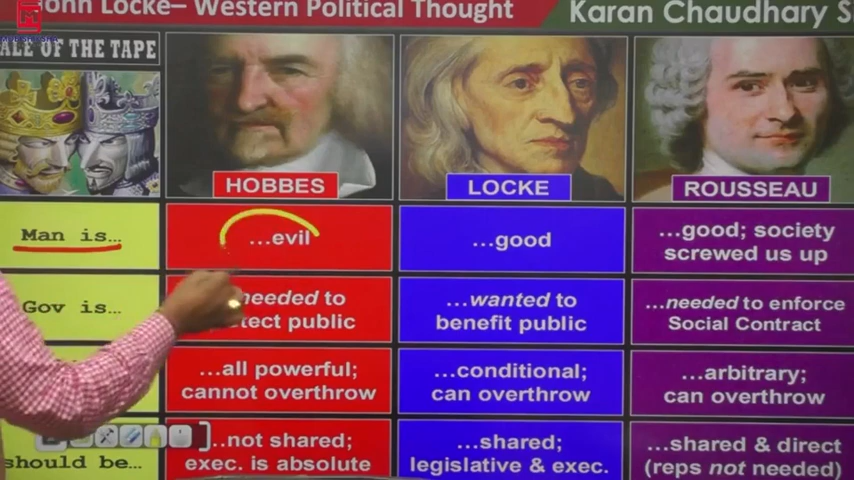 John Locke– Western Political Thought
Karan Chaudhary S
ALE OF THE TAPE
HOBBES
LOCKE
ROUSSEAU
Man is…
…evil
…good
…good; society
screwed us up
Gov is…
needed to
public
…wanted to
benefit public
…needed to enforce
Social Contract
…all powerful;
cannot overthrow
…conditional;
can overthrow
…arbitrary;
can overthrow
should be…
…not shared;
exec. is absolute
…shared;
legislative & exec.
…shared & direct
(reps not needed)